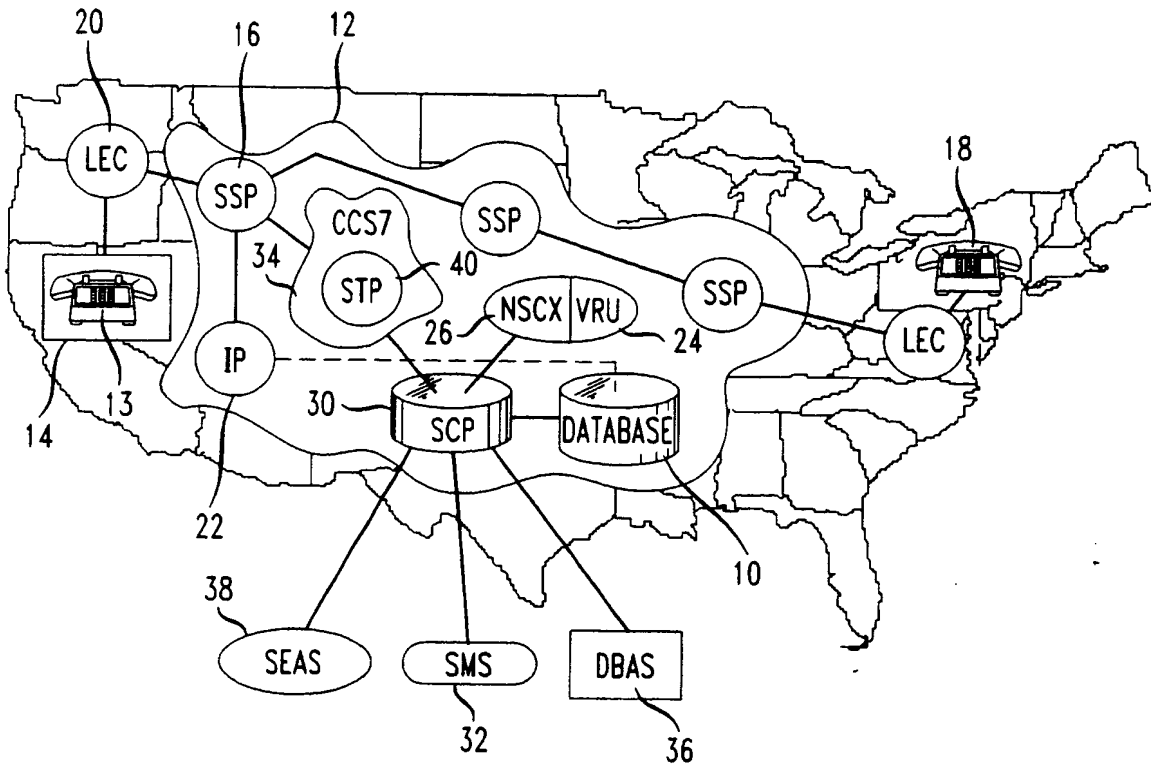 20
16
12
LEC
SSP
18
CCS7
SSP
34
40
STP
SSP
26
NSCX
VRU
24
LEC
IP
14
13
30
SCP
DATABASE
22
10
38
SEAS
SMS
DBAS
32
36